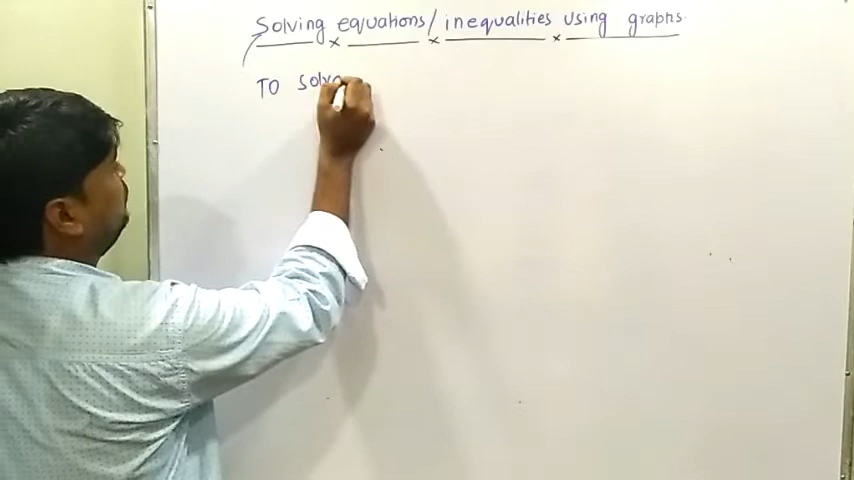 Solving equations/ inequalities using graphs.
TO Solve